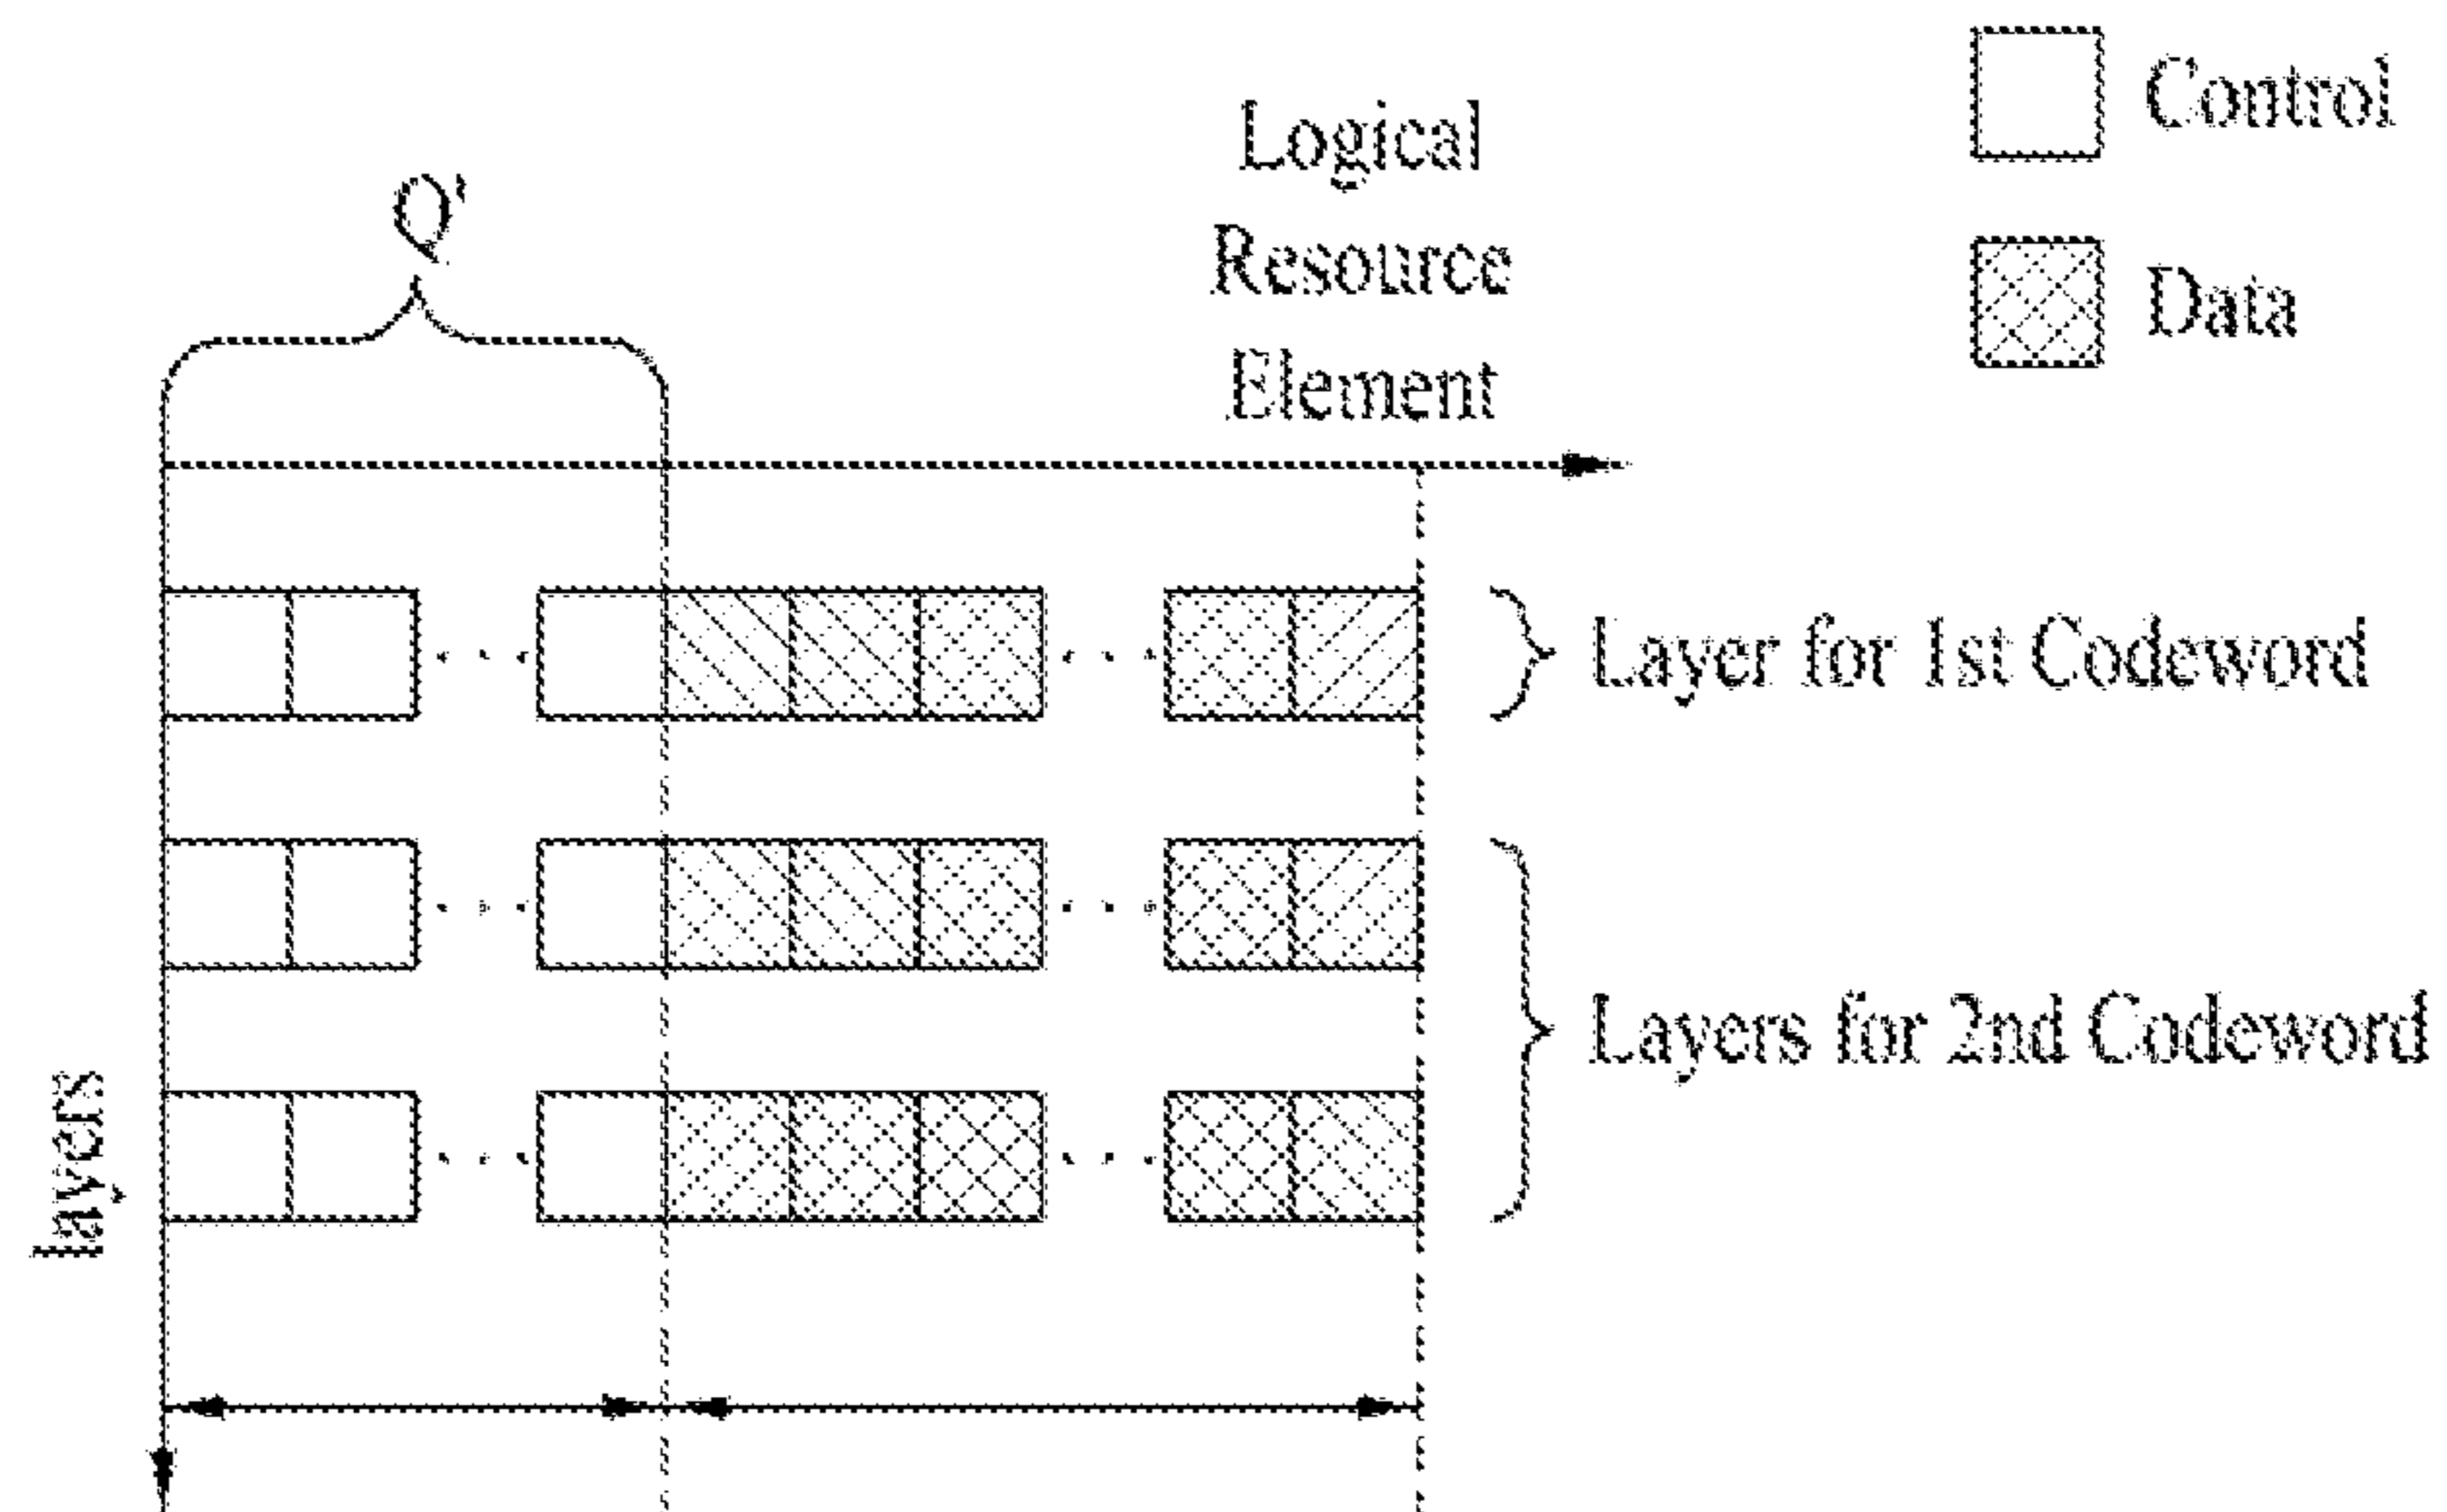 Control
Logical
Q'
Resource
Data
Element
Layer for 1st Codeword
Layers for 2nd Codeword
layers